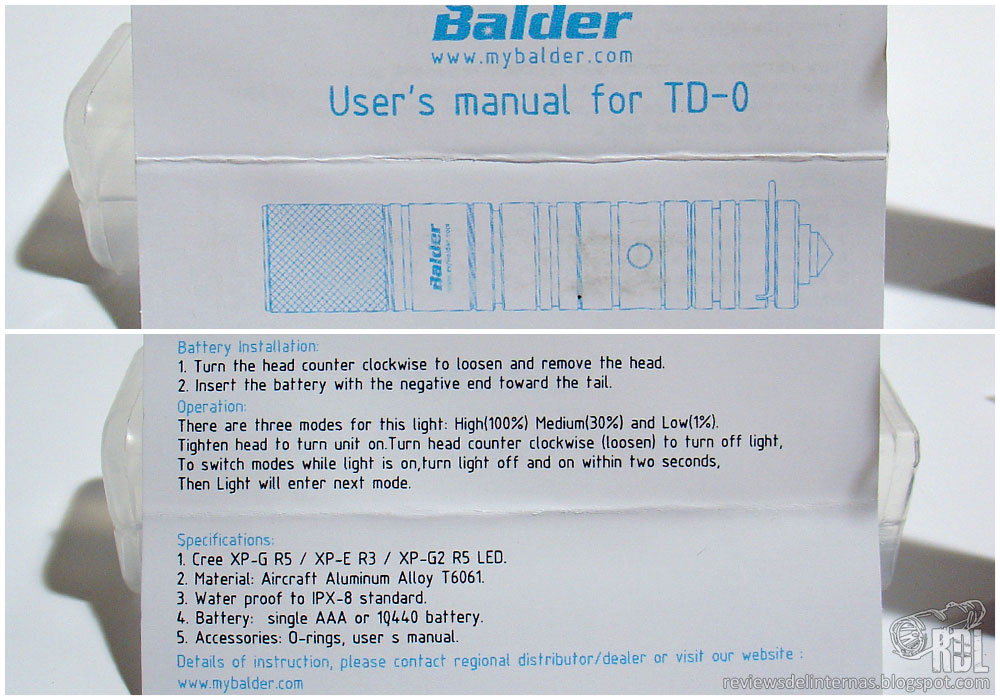 Balder
www.mybalder.com
User's manual for TD-0
Balder
Battery Installation:
1. Turn the head counter clockwise to loosen and remove the head.
2. Insert the battery with the negative end toward the tail.
Operation:
There are three modes for this light: High(100%) Medium(30%) and Low(1%).
Tighten head to turn unit on.Turn head counter clockwise (loosen) to turn off light,
To switch modes while light is on,turn light off and on within two seconds,
Then Light will enter next mode.
Specifications:
1. Cree XP-G R5 / XP-E R3 / XP-G2 R5 LED.
2. Material: Aircraft Aluminum Alloy T6061.
3. Water proof to IPX-8 standard.
4. Battery: single AAA or 10440 battery.
5. Accessories: O-rings, user s manual.
Details of instruction, please contact regional distributor/dealer or visit our website :
www.mybalder.com
RDL
reviewsdelinternas.blogspot.com